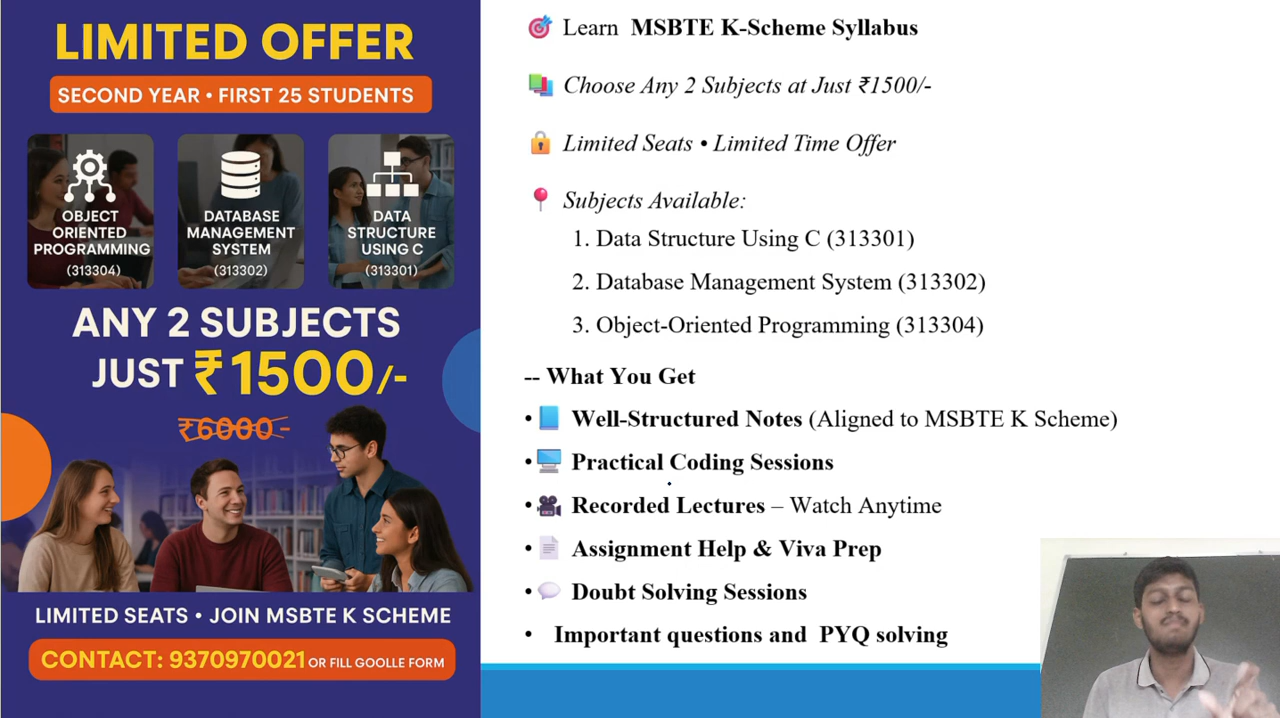 LIMITED OFFER
SECOND YEAR • FIRST 25 STUDENTS
OBJECT
ORIENTED
PROGRAMMING
(313304)
DATABASE
MANAGEMENT
SYSTEM
(313302)
DATA
STRUCTURE
USING C
(313301)
ANY 2 SUBJECTS
JUST ₹1500/-
₹6000 -
LIMITED SEATS • JOIN MSBTE K SCHEME
CONTACT: 9370970021 OR FILL GOOLLE FORM
🎯 Learn MSBTE K-Scheme Syllabus
📚 Choose Any 2 Subjects at Just ₹1500/-
🔒 Limited Seats • Limited Time Offer
📍 Subjects Available:
1. Data Structure Using C (313301)
2. Database Management System (313302)
3. Object-Oriented Programming (313304)
-- What You Get
• 📘 Well-Structured Notes (Aligned to MSBTE K Scheme)
• 🖥️ Practical Coding Sessions
• 🎥 Recorded Lectures – Watch Anytime
• 📄 Assignment Help & Viva Prep
• 💬 Doubt Solving Sessions
• Important questions and PYQ solving